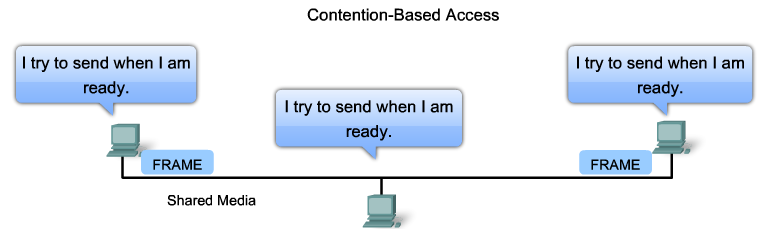 Contention-Based Access
I try to send when I am
ready.
I try to send when I am
ready.
I try to send when I am
ready.
FRAME
FRAME
Shared Media